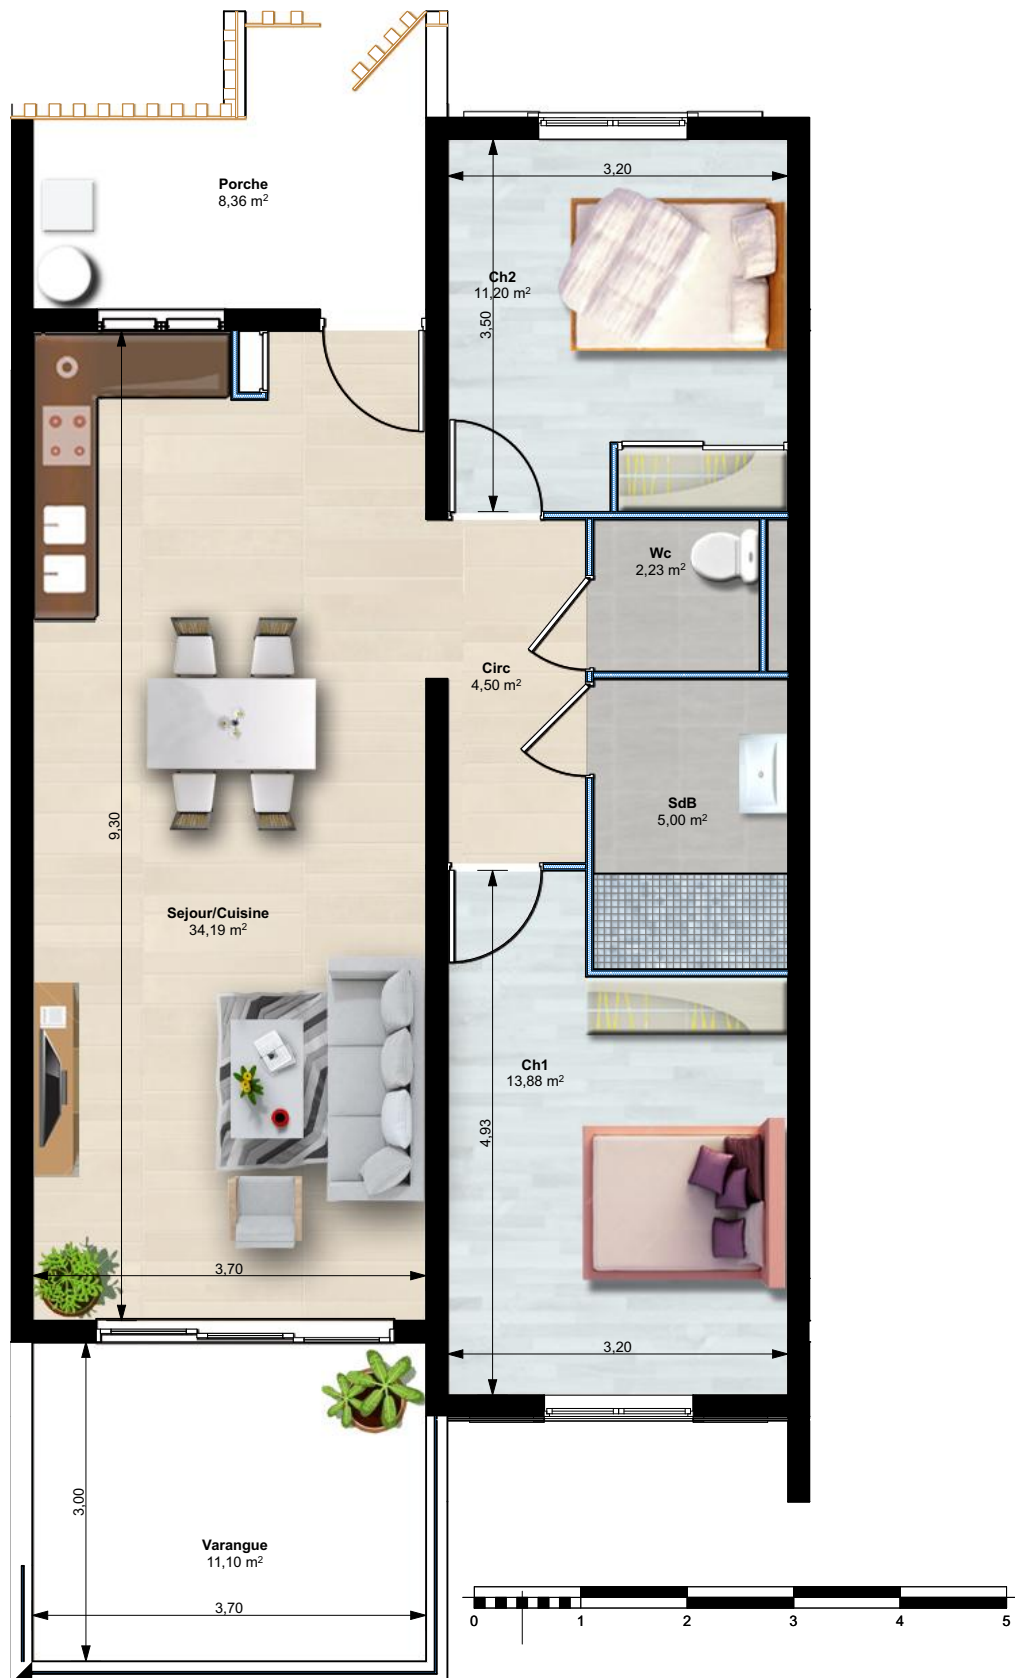 Porche
8,36 m²
3,20
Ch2
11,20 m²
3,50
Wc
2,23 m²
Circ
4,50 m²
SdB
5,00 m²
9,30
Sejour/Cuisine
34,19 m²
Ch1
13,88 m²
4,93
3,70
3,20
3,00
Varangue
11,10 m²
3,70
0 1 2 3 4 5